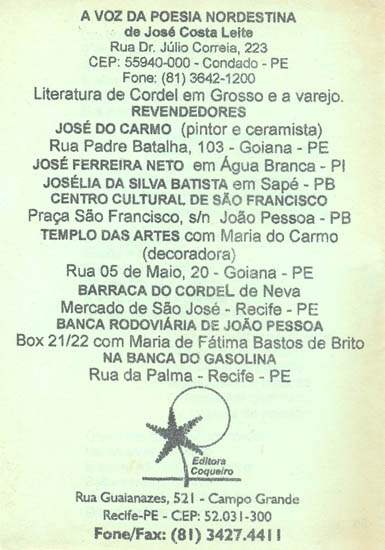 A VOZ DA POESIA NORDESTINA
de José Costa Leite
Rua Dr. Júlio Correia, 223
CEP: 55940-000 - Condado - PE
Fone: (81) 3642-1200
Literatura de Cordel em Grosso e a varejo.
REVENDEDORES
JOSÉ DO CARMO (pintor e ceramista)
Rua Padre Batalha, 103 - Goiana - PE
JOSÉ FERREIRA NETO em Água Branca - PI
JOSÉLIA DA SILVA BATISTA em Sapé - PB
CENTRO CULTURAL DE SÃO FRANCISCO
Praça São Francisco, s/n João Pessoa - PB
TEMPLO DAS ARTES com Maria do Carmo
(decoradora)
Rua 05 de Maio, 20 - Goiana - PE
BARRACA DO CORDEL de Neva
Mercado de São José - Recife - PE
BANCA RODOVIÁRIA DE JOÃO PESSOA
Box 21/22 com Maria de Fátima Bastos de Brito
NA BANCA DO GASOLINA
Rua da Palma - Recife - PE
Editora
Coqueiro
Rua Guaianazes, 521 - Campo Grande
Recife-PE - CEP: 52.031-300
Fone/Fax: (81) 3427.4411